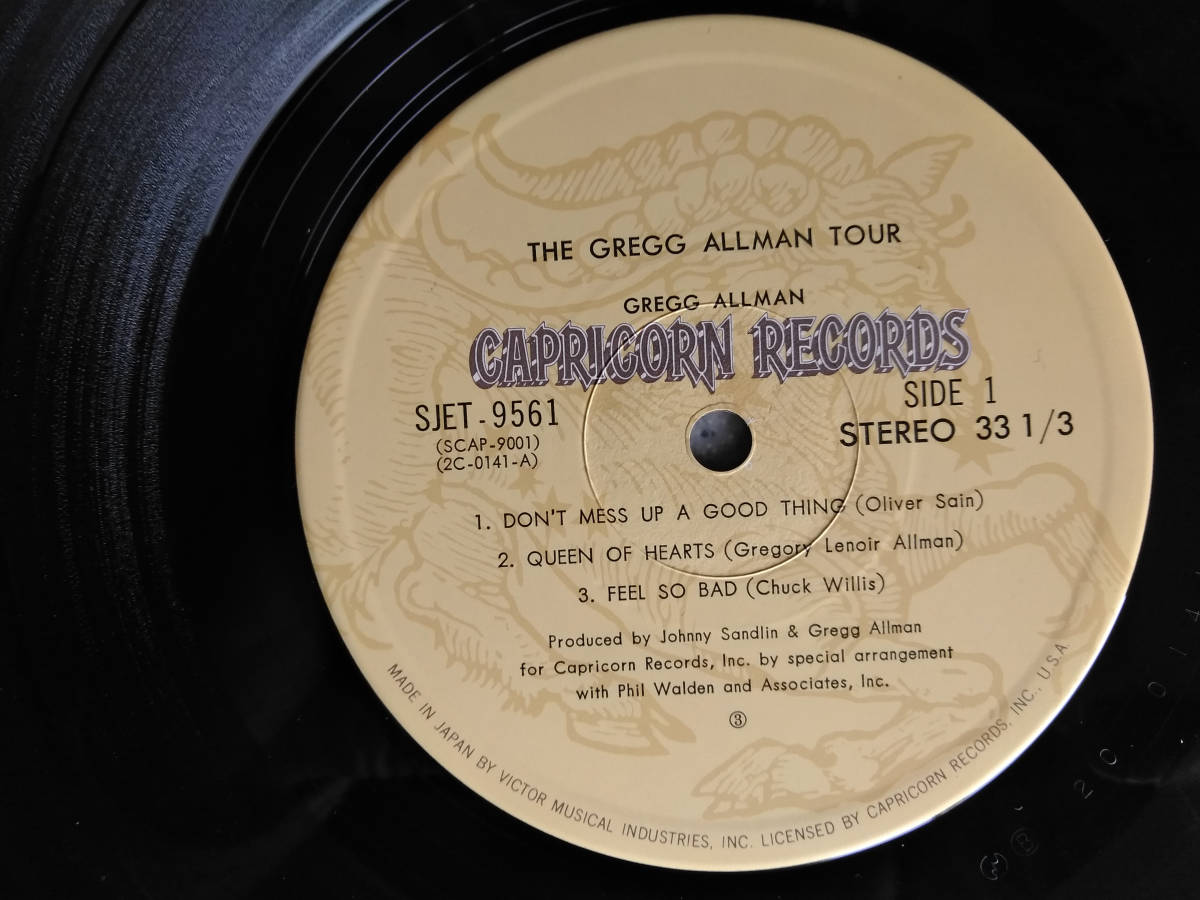 THE GREGG ALLMAN TOUR
GREGG ALLMAN
CAPRICORN RECORDS
SJET-9561
(SCAP-9001)
(2C-0141-A)
SIDE 1
STEREO 33 1/3
1. DON'T MESS UP A GOOD THING (Oliver Sain)
2. QUEEN OF HEARTS (Gregory Lenoir Allman)
3. FEEL SO BAD (Chuck Willis)
Produced by Johnny Sandlin & Gregg Allman
for Capricorn Records, Inc. by special arrangement
with Phil Walden and Associates, Inc.
③
MADE IN JAPAN BY VICTOR MUSICAL INDUSTRIES, INC. LICENSED BY CAPRICORN RECORDS, INC., U.S.A.